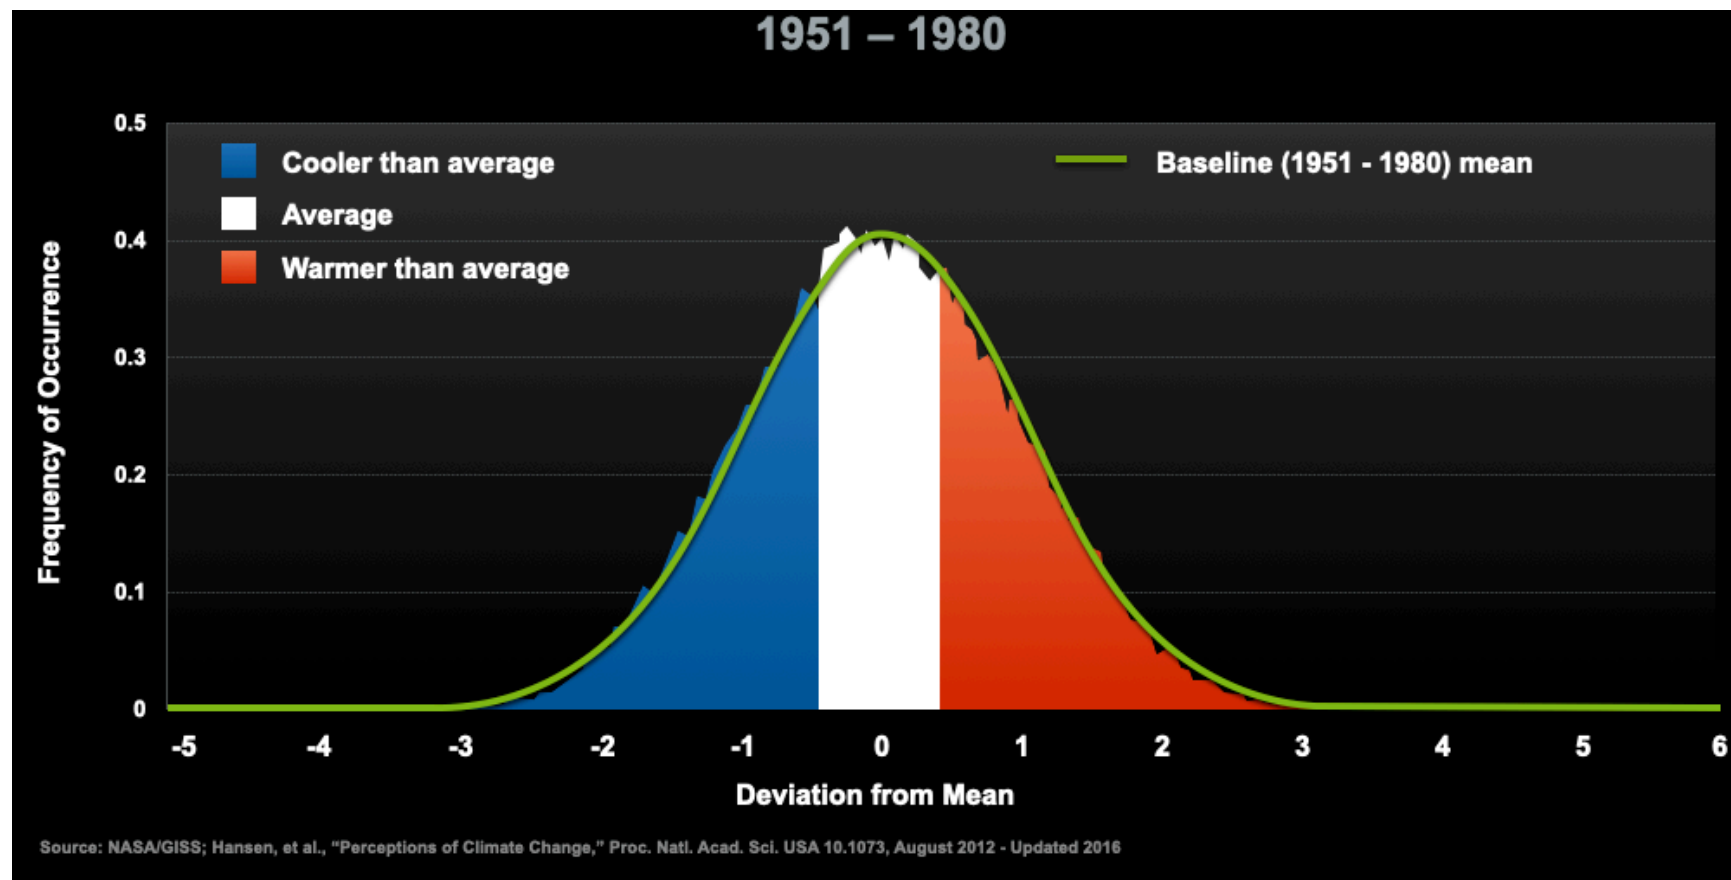 1951 – 1980
Cooler than average
Average
Warmer than average
Baseline (1951 - 1980) mean
Frequency of Occurrence
0.5
0.4
0.3
0.2
0.1
0
-5 -4 -3 -2 -1 0 1 2 3 4 5 6
Deviation from Mean
Source: NASA/GISS; Hansen, et al., “Perceptions of Climate Change,” Proc. Natl. Acad. Sci. USA 10.1073, August 2012 - Updated 2016